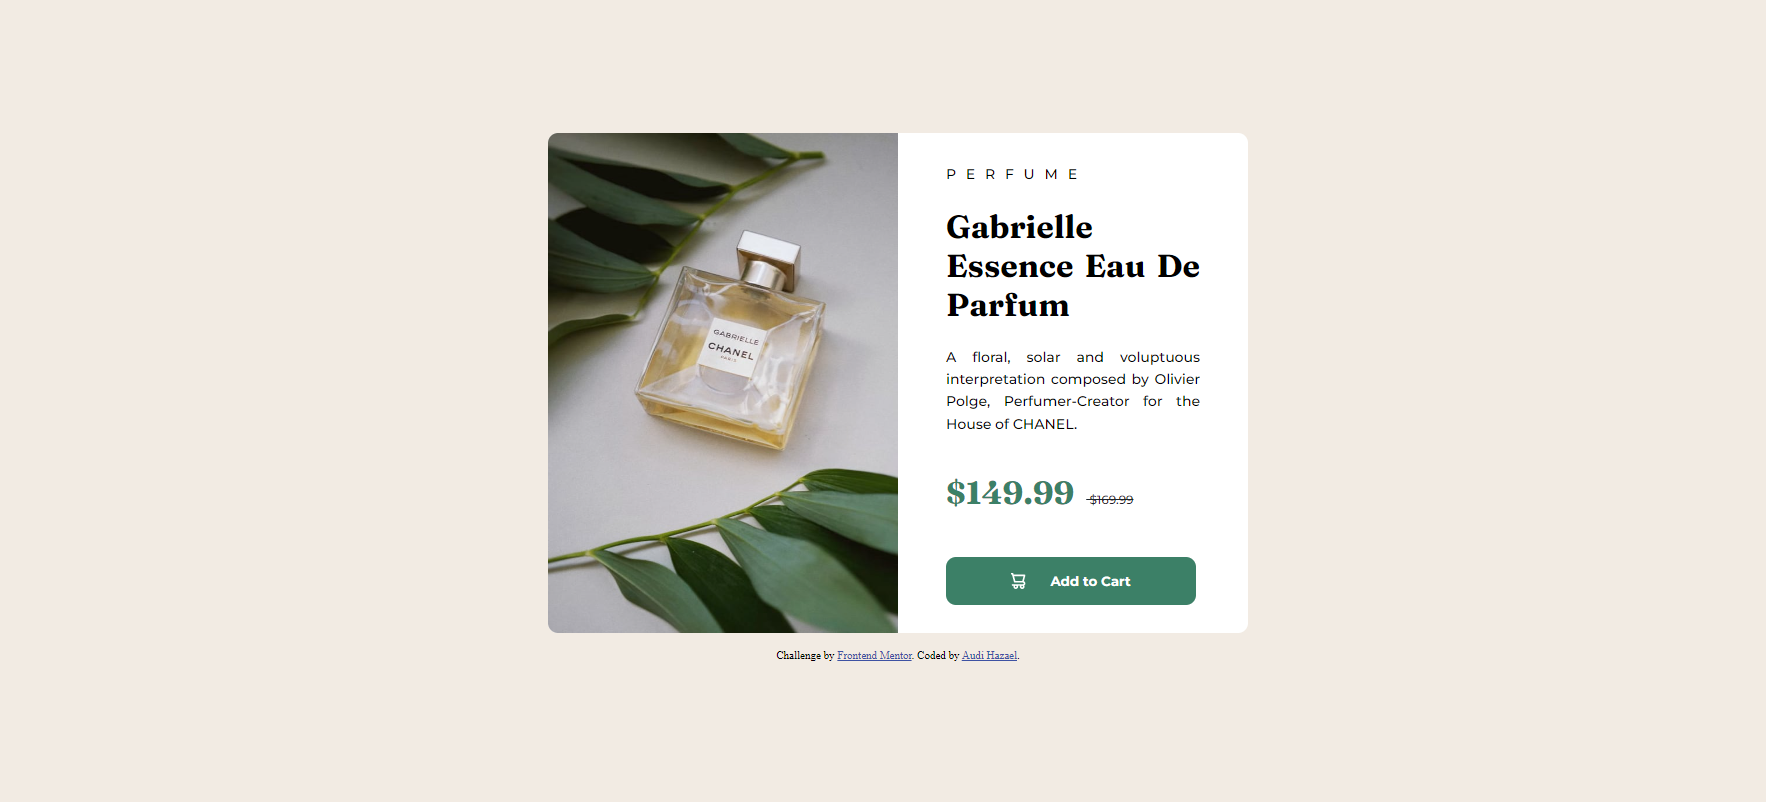 GABRIELLE
CHANEL
PARIS
P E R F U M E
Gabrielle
Essence Eau De
Parfum
A floral, solar and voluptuous
interpretation composed by Olivier
Polge, Perfumer-Creator for the
House of CHANEL.
$149.99 $169.99
Add to Cart
Challenge by Frontend Mentor. Coded by Audi Hazael.